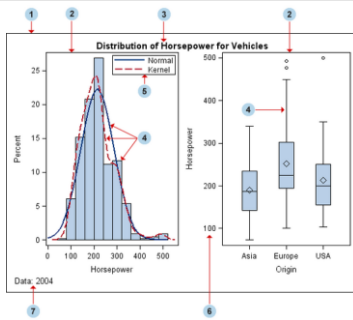 1 2 3 2
Distribution of Horsepower for Vehicles
Normal
Kernel
5
4
4
Percent
25
20
15
10
5
0
0 100 200 300 400 500
Horsepower
Horsepower
500
400
300
200
100
Asia Europe USA
Origin
Data: 2004
7 6